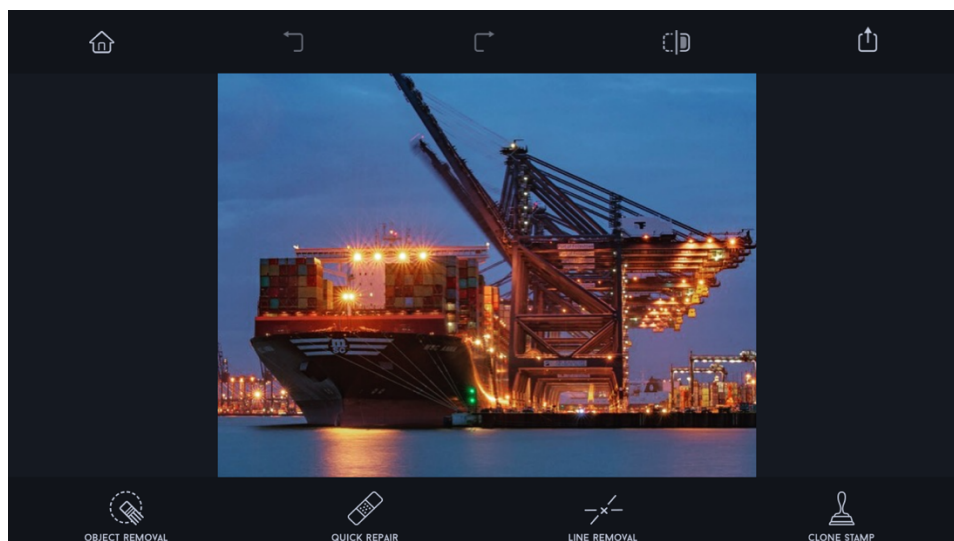 OBJECT REMOVAL
QUICK REPAIR
LINE REMOVAL
CLONE STAMP